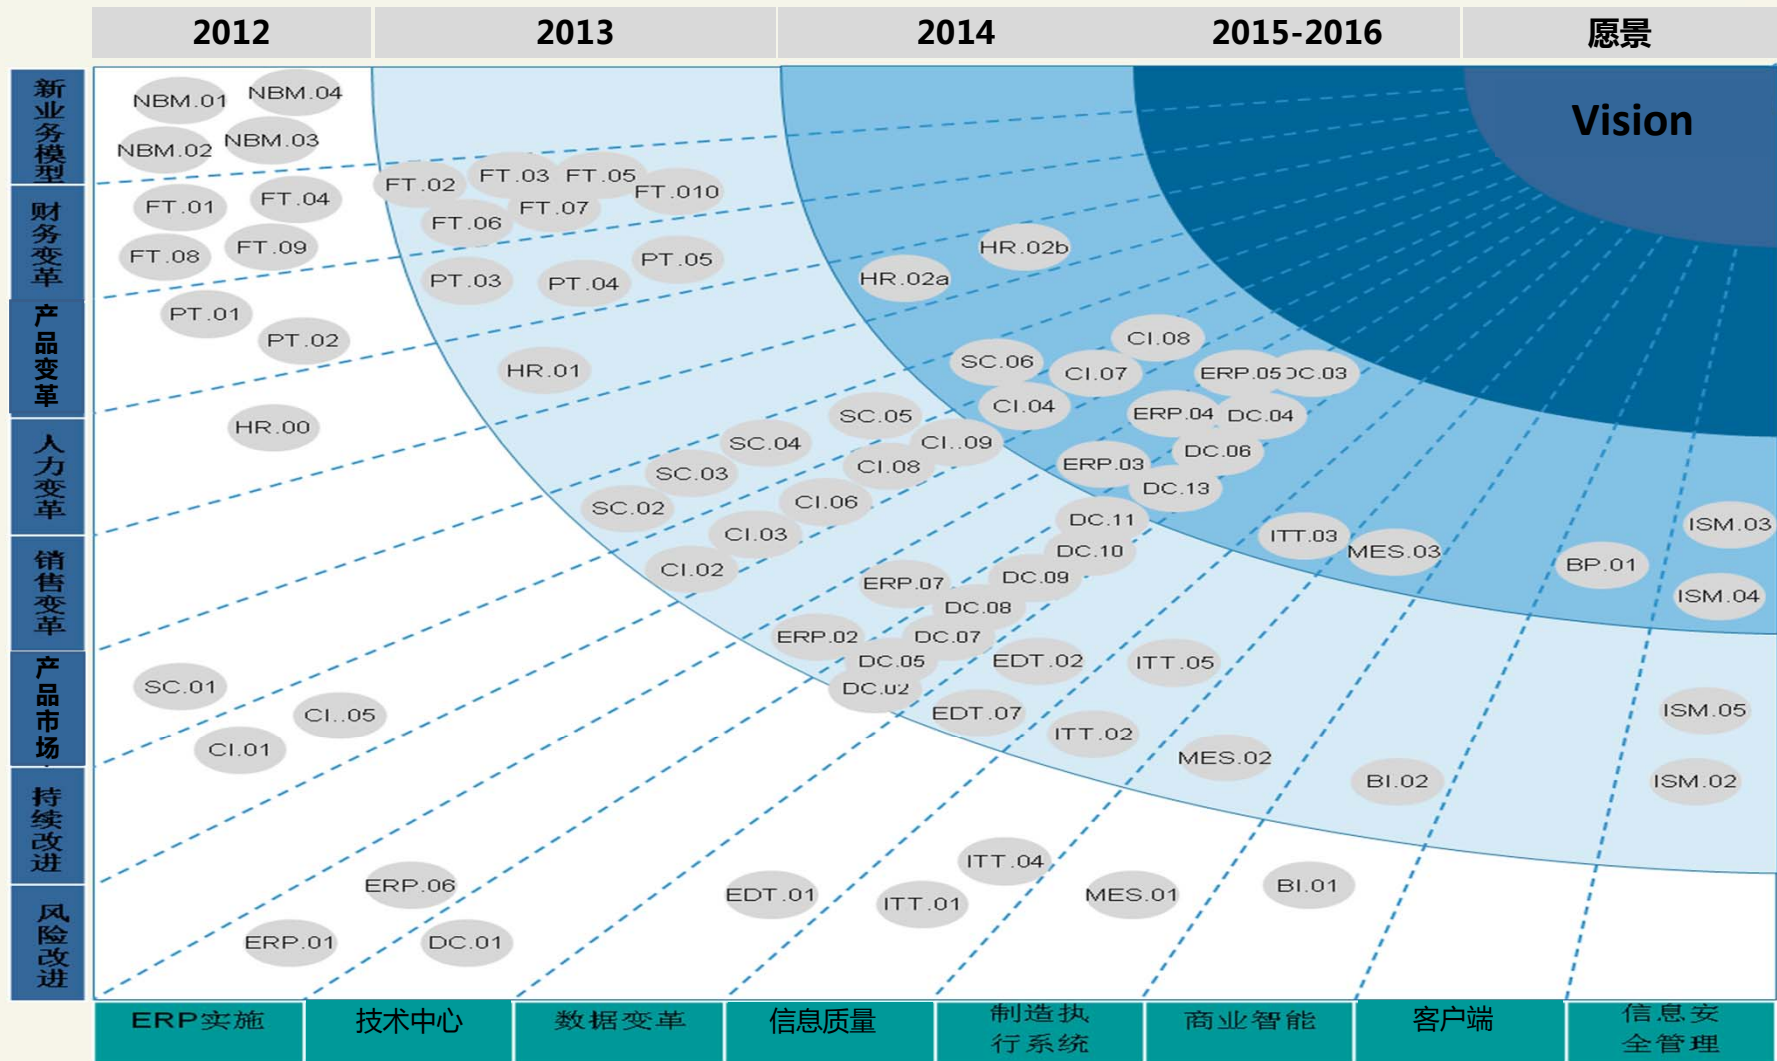 2012
2013
2014
2015-2016
愿景
新业务模型
财务变革
产品变革
人力变革
销售变革
产品市场
持续改进
风险改进
Vision
NBM.01
NBM.04
NBM.02
NBM.03
FT.01
FT.04
FT.08
FT.09
FT.02
FT.03
FT.05
FT.010
FT.06
FT.07
PT.01
PT.02
PT.03
PT.04
PT.05
HR.00
HR.01
HR.02a
HR.02b
SC.01
SC.02
SC.03
SC.04
SC.05
SC.06
CI.01
CI..05
CI.02
CI.03
CI.06
CI.08
CI..09
CI.04
CI.07
CI.08
ERP.01
ERP.06
ERP.02
ERP.07
ERP.03
ERP.04
ERP.05
DC.01
DC.02
DC.05
DC.07
DC.08
DC.09
DC.10
DC.11
DC.13
DC.06
DC.04
DC.03
EDT.01
EDT.07
EDT.02
ITT.01
ITT.04
ITT.02
ITT.05
ITT.03
MES.01
MES.02
MES.03
BI.01
BI.02
BP.01
ISM.03
ISM.04
ISM.05
ISM.02
ERP实施
技术中心
数据变革
信息质量
制造执
行系统
商业智能
客户端
信息安
全管理